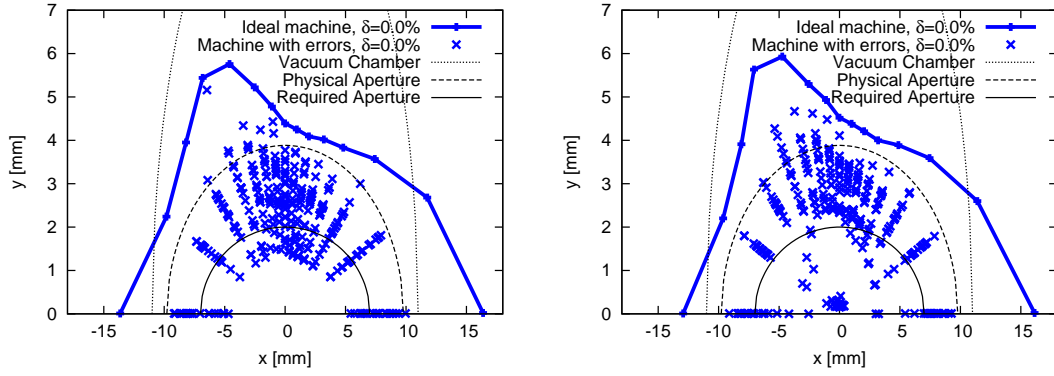 7
6
5
4
3
2
1
0
y [mm]
-15
-10
-5
0
5
10
15
x [mm]
Ideal machine, δ=0.0%
Machine with errors, δ=0.0%
Vacuum Chamber
Physical Aperture
Required Aperture
7
6
5
4
3
2
1
0
y [mm]
-15
-10
-5
0
5
10
15
x [mm]
Ideal machine, δ=0.0%
Machine with errors, δ=0.0%
Vacuum Chamber
Physical Aperture
Required Aperture